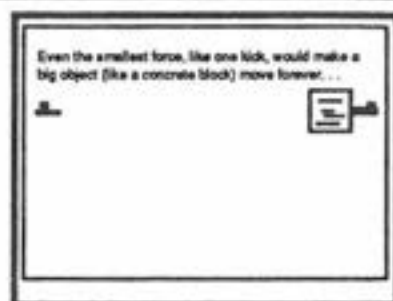 Even the smallest force, like one kick, would make a
big object (like a concrete block) move forever. . .